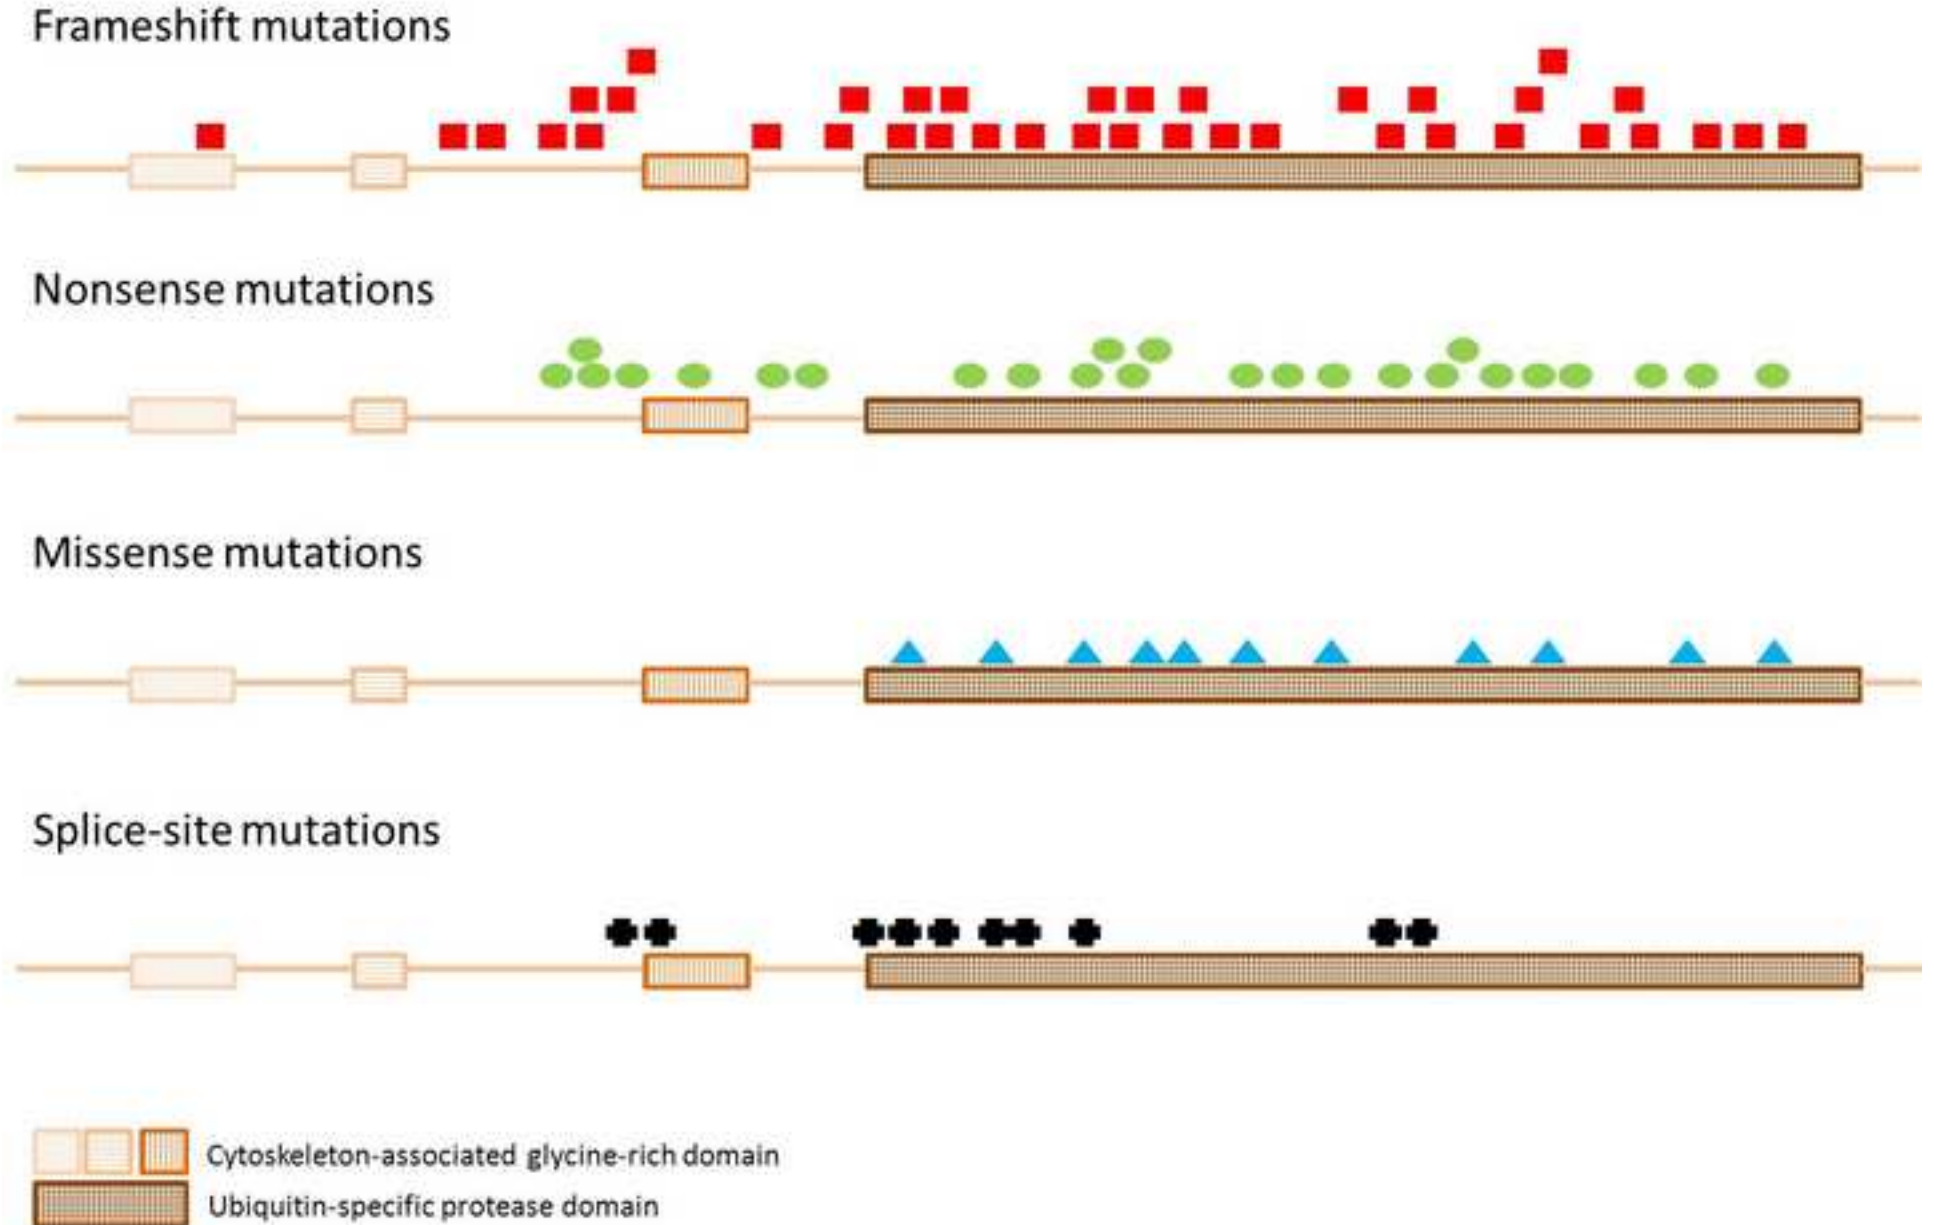 Frameshift mutations
Nonsense mutations
Missense mutations
Splice-site mutations
Cytoskeleton-associated glycine-rich domain
Ubiquitin-specific protease domain